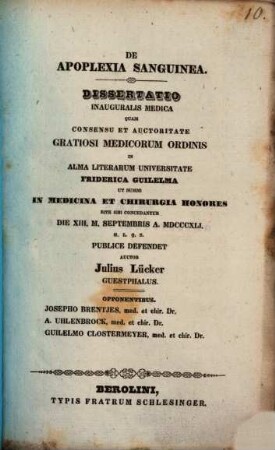 10.
DE
APOPLEXIA SANGUINEA.
DISSERTATIO
INAUGURALIS MEDICA
QUAM
CONSENSU ET AUCTORITATE
GRATIOSI MEDICORUM ORDINIS
IN
ALMA LITERARUM UNIVERSITATE
FRIDERICA GUILELMA
UT SUMMI
IN MEDICINA ET CHIRURGIA HONORES
RITE SIBI CONCEDANTUR
DIE XIII. M. SEPTEMBRIS A. MDCCCXLI.
H. L. Q. S.
PUBLICE DEFENDET
AUCTOR
Julius Lücker
GUESTPHALUS.
OPPONENTIBUS.
JOSEPHO BRENTJES, med. et chir. Dr.
A. UHLENBROCK, med. et chir. Dr.
GUILELMO CLOSTERMEYER, med. et chir. Dr.
BEROLINI,
TYPIS FRATRUM SCHLESINGER.